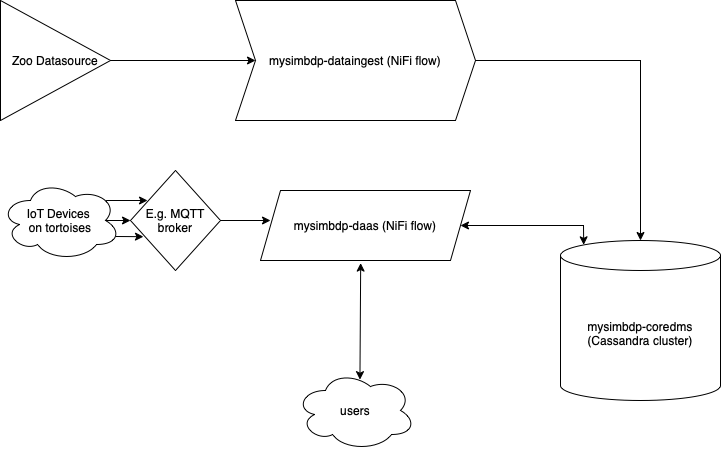 Zoo Datasource
mysimbdp-dataingest (NiFi flow)
IoT Devices
on tortoises
E.g. MQTT
broker
mysimbdp-daas (NiFi flow)
mysimbdp-coredms
(Cassandra cluster)
users